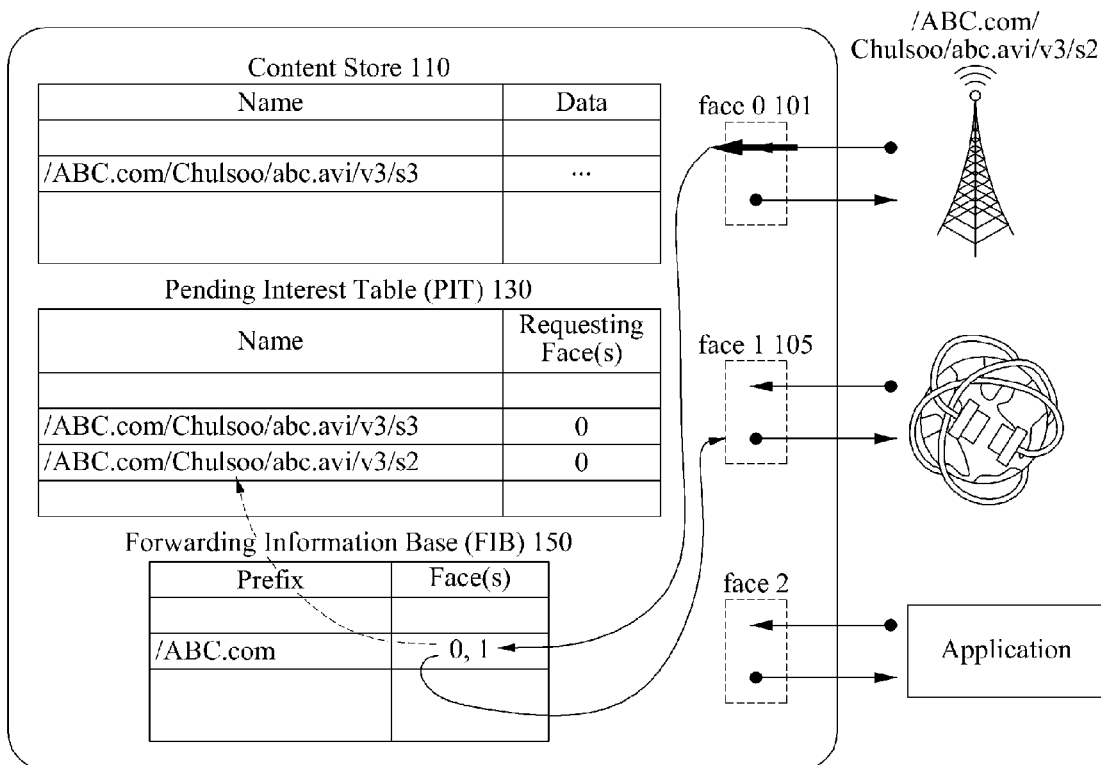 /ABC.com/
Chulsoo/abc.avi/v3/s2
Content Store 110
Name Data
/ABC.com/Chulsoo/abc.avi/v3/s3 ...
face 0 101
Pending Interest Table (PIT) 130
Name Requesting
Face(s)
/ABC.com/Chulsoo/abc.avi/v3/s3 0
/ABC.com/Chulsoo/abc.avi/v3/s2 0
face 1 105
Forwarding Information Base (FIB) 150
Prefix Face(s)
/ABC.com 0, 1
face 2
Application